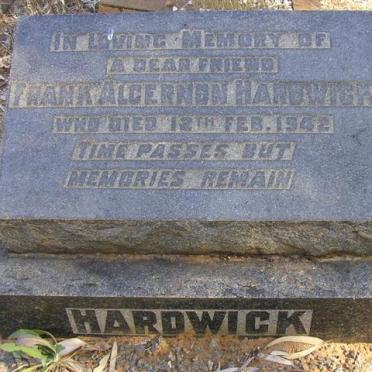 IN LOVING MEMORY OF
A DEAR FRIEND
FRANK ALGERNON HARDWICK
WHO DIED 12TH FEB. 1942
TIME PASSES BUT
MEMORIES REMAIN
HARDWICK